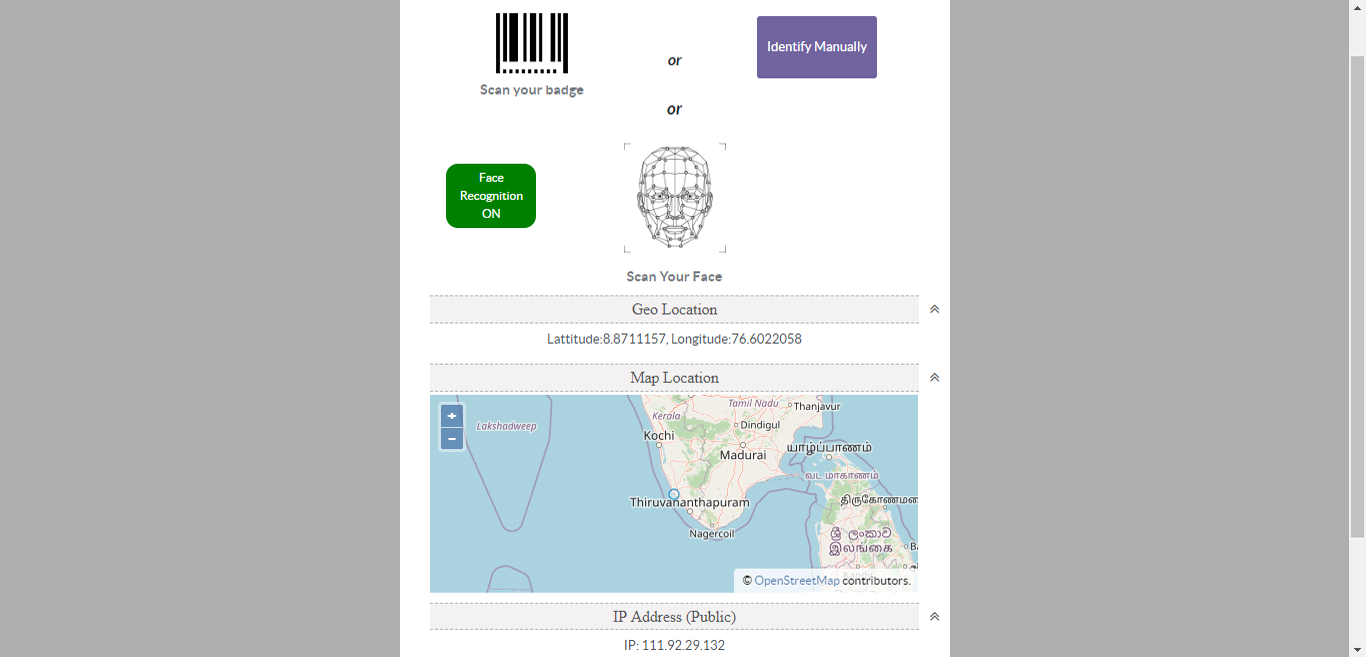 Identify Manually
or
Scan your badge
or
Face
Recognition
ON
Scan Your Face
Geo Location
Lattitude:8.8711157, Longitude:76.6022058
Map Location
+
−
Lakshadweep
Tamil Nadu
Thanjavur
Kerala
Dindigul
Kochi
Madurai
யாழ்ப்பாணம்
வட மாகாணம்
Thiruvananthapuram
திருகோணமலை
Nagercoil
ශ්‍රී ලංකාව
இலங்கை
© OpenStreetMap contributors.
IP Address (Public)
IP: 111.92.29.132